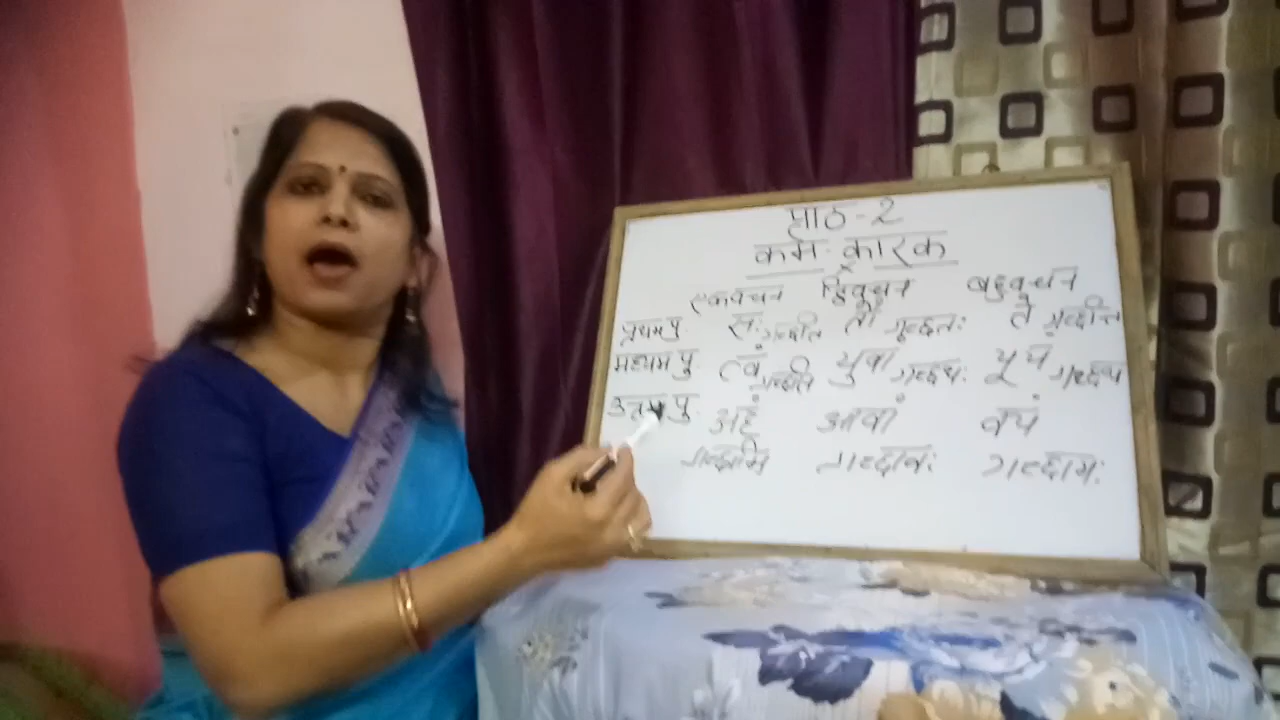 पाठ-2
कर्म कारक
एकवचन द्विवचन बहुवचन
प्रथम पु. सः गच्छति तौ गच्छतः ते गच्छन्ति
मध्यम पु. त्वं गच्छसि युवां गच्छथः यूयं गच्छथ
उत्तम पु. अहं आवां वयं
गच्छामि गच्छावः गच्छामः